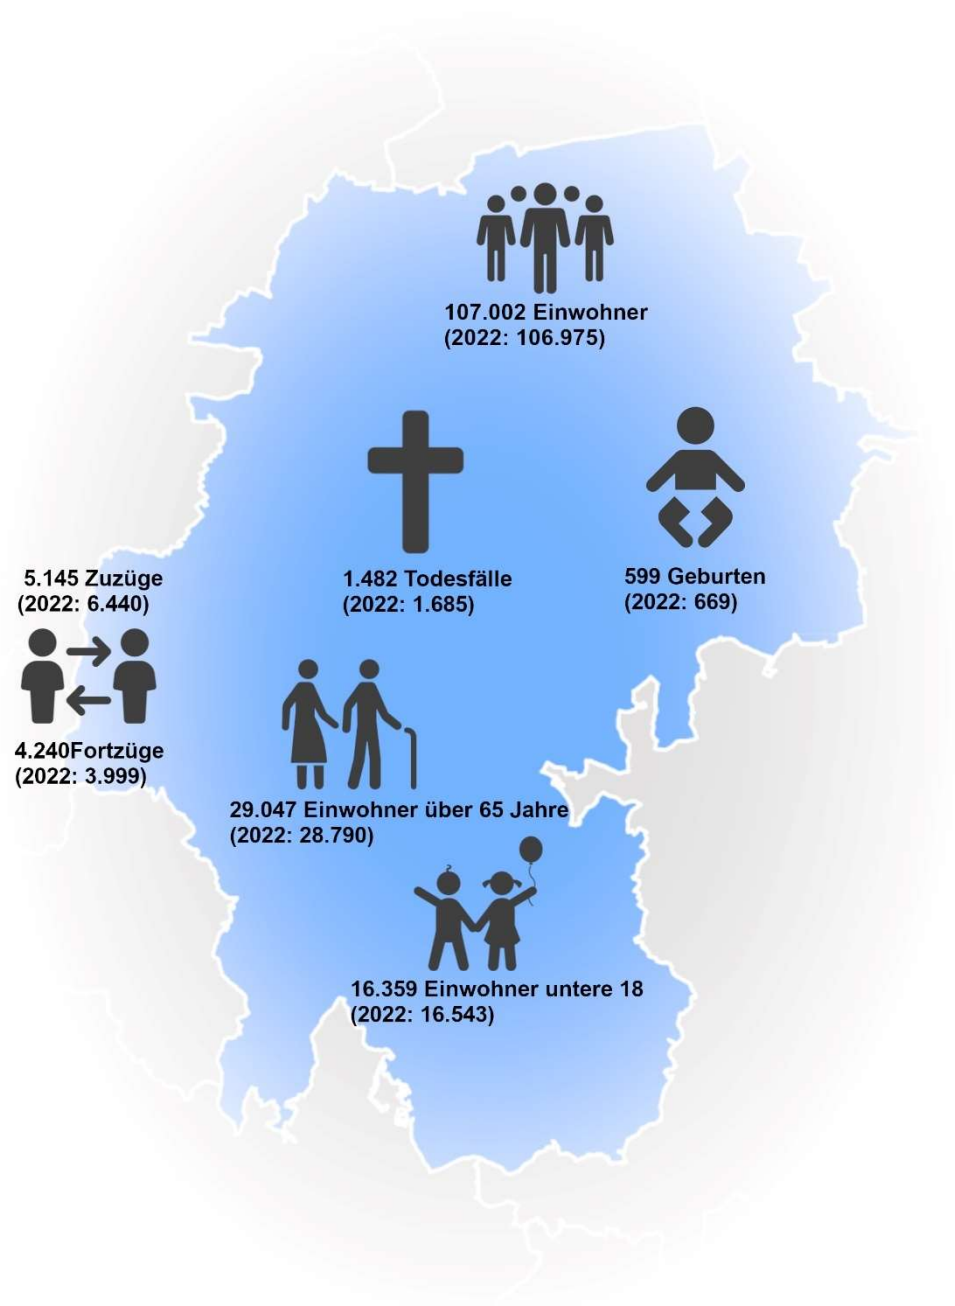 107.002 Einwohner
(2022: 106.975)
5.145 Zuzüge
(2022: 6.440)
1.482 Todesfälle
(2022: 1.685)
599 Geburten
(2022: 669)
4.240Fortzüge
(2022: 3.999)
29.047 Einwohner über 65 Jahre
(2022: 28.790)
16.359 Einwohner untere 18
(2022: 16.543)